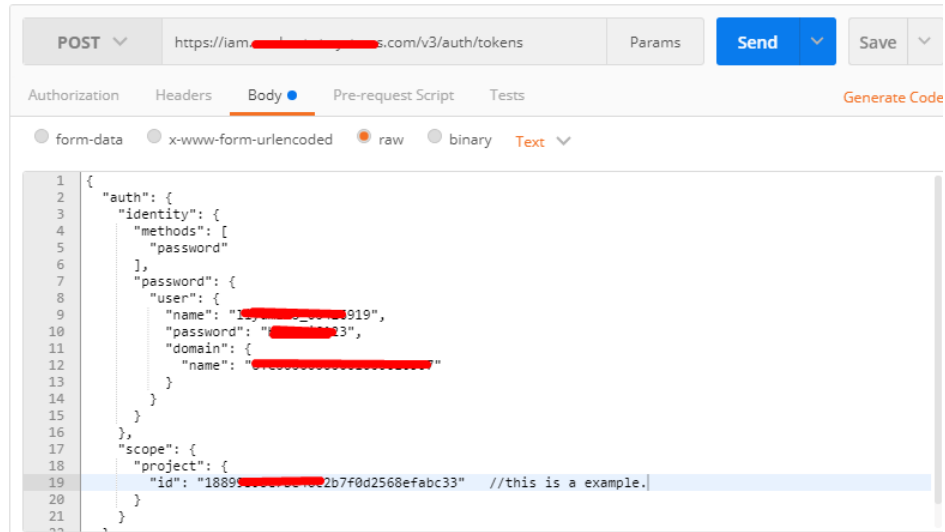 POST https://iam. s.com/v3/auth/tokens Params Send Save
Authorization Headers Body Pre-request Script Tests Generate Code
form-data x-www-form-urlencoded raw binary Text
1 {
2 "auth": {
3 "identity": {
4 "methods": [
5 "password"
6 ],
7 "password": {
8 "user": {
9 "name": " 919",
10 "password": " 23",
11 "domain": {
12 "name": " 7"
13 }
14 }
15 }
16 },
17 "scope": {
18 "project": {
19 "id": "1889 2b7f0d2568efabc33" //this is a example.
20 }
21 }
22 }